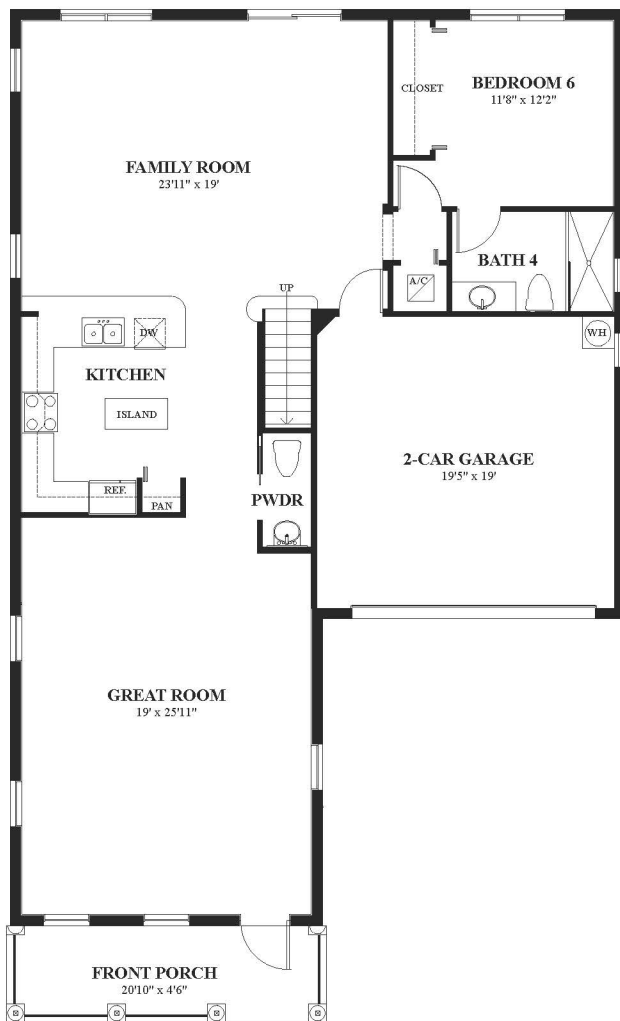 CLOSET
BEDROOM 6
11'8" x 12'2"
FAMILY ROOM
23'11" x 19'
BATH 4
A/C
UP
DW
WH
KITCHEN
ISLAND
2-CAR GARAGE
19'5" x 19'
REF.
PAN
PWDR
GREAT ROOM
19' x 25'11"
FRONT PORCH
20'10" x 4'6"